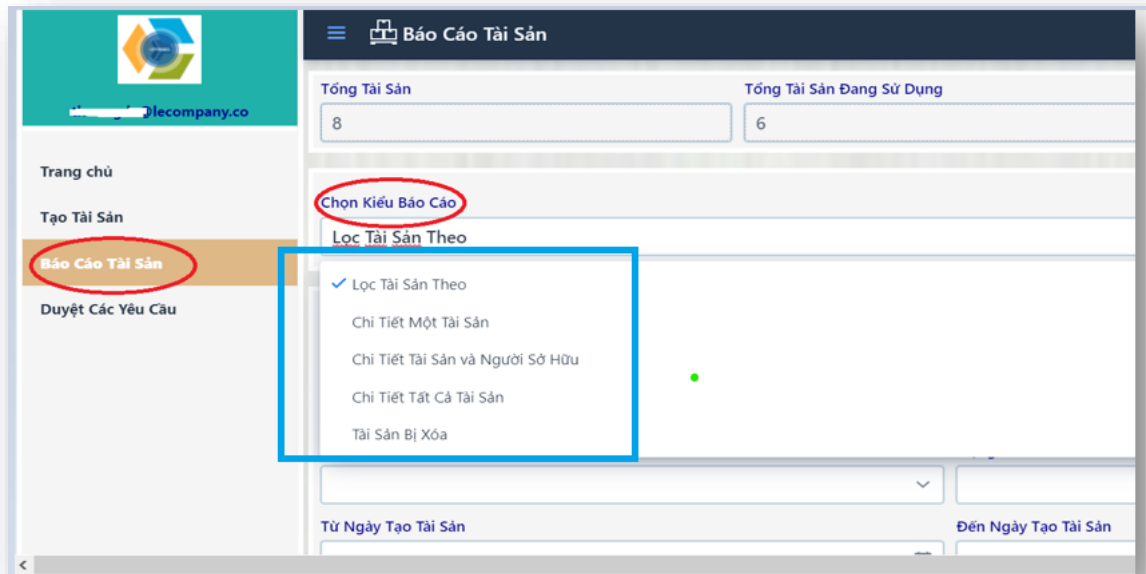 lecompany.co
Trang chủ
Tạo Tài Sản
Báo Cáo Tài Sản
Duyệt Các Yêu Cầu
Báo Cáo Tài Sản
Tổng Tài Sản
Tổng Tài Sản Đang Sử Dụng
8
6
Chọn Kiểu Báo Cáo
Lọc Tài Sản Theo
Lọc Tài Sản Theo
Chi Tiết Một Tài Sản
Chi Tiết Tài Sản và Người Sở Hữu
Chi Tiết Tất Cả Tài Sản
Tài Sản Bị Xóa
Từ Ngày Tạo Tài Sản
Đến Ngày Tạo Tài Sản